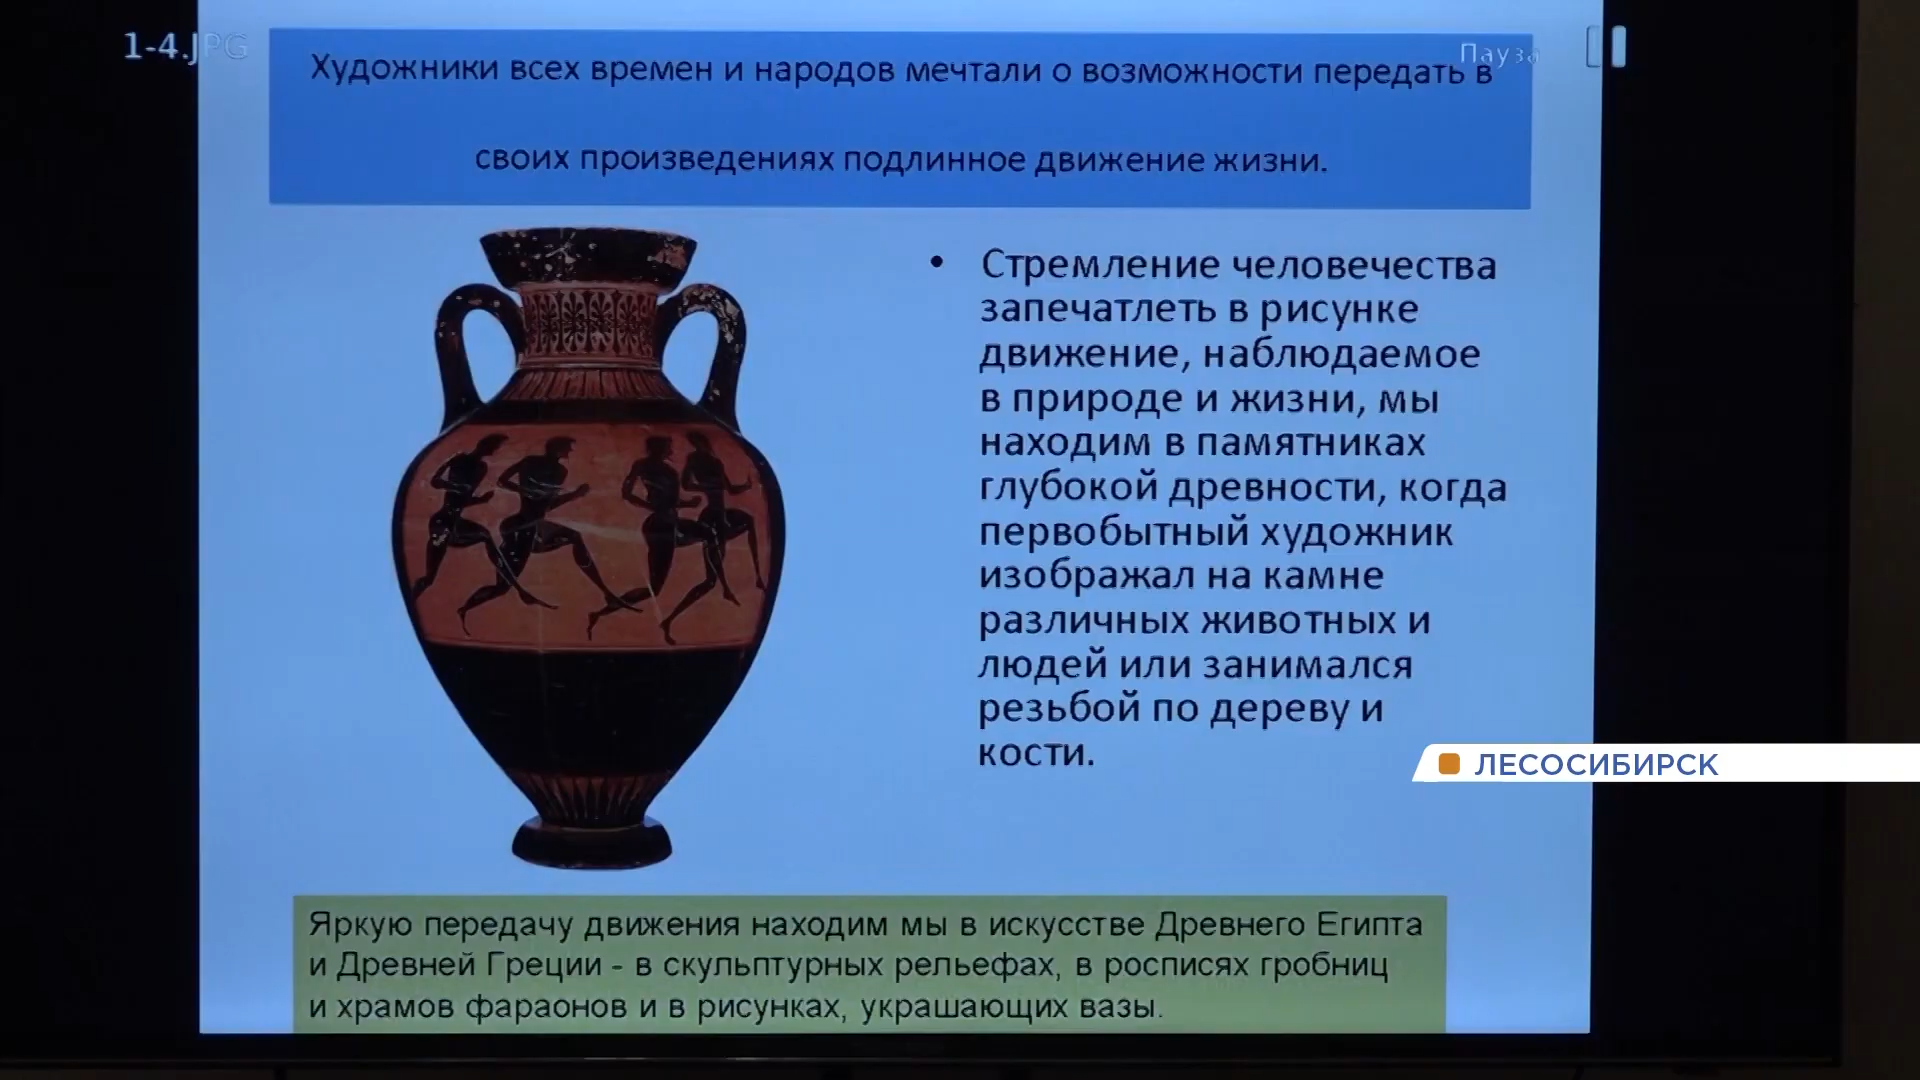 1-4.JPG
Пауза
Художники всех времен и народов мечтали о возможности передать в
своих произведениях подлинное движение жизни.
• Стремление человечества
запечатлеть в рисунке
движение, наблюдаемое
в природе и жизни, мы
находим в памятниках
глубокой древности, когда
первобытный художник
изображал на камне
различных животных и
людей или занимался
резьбой по дереву и
кости.
ЛЕСОСИБИРСК
Яркую передачу движения находим мы в искусстве Древнего Египта
и Древней Греции - в скульптурных рельефах, в росписях гробниц
и храмов фараонов и в рисунках, украшающих вазы.